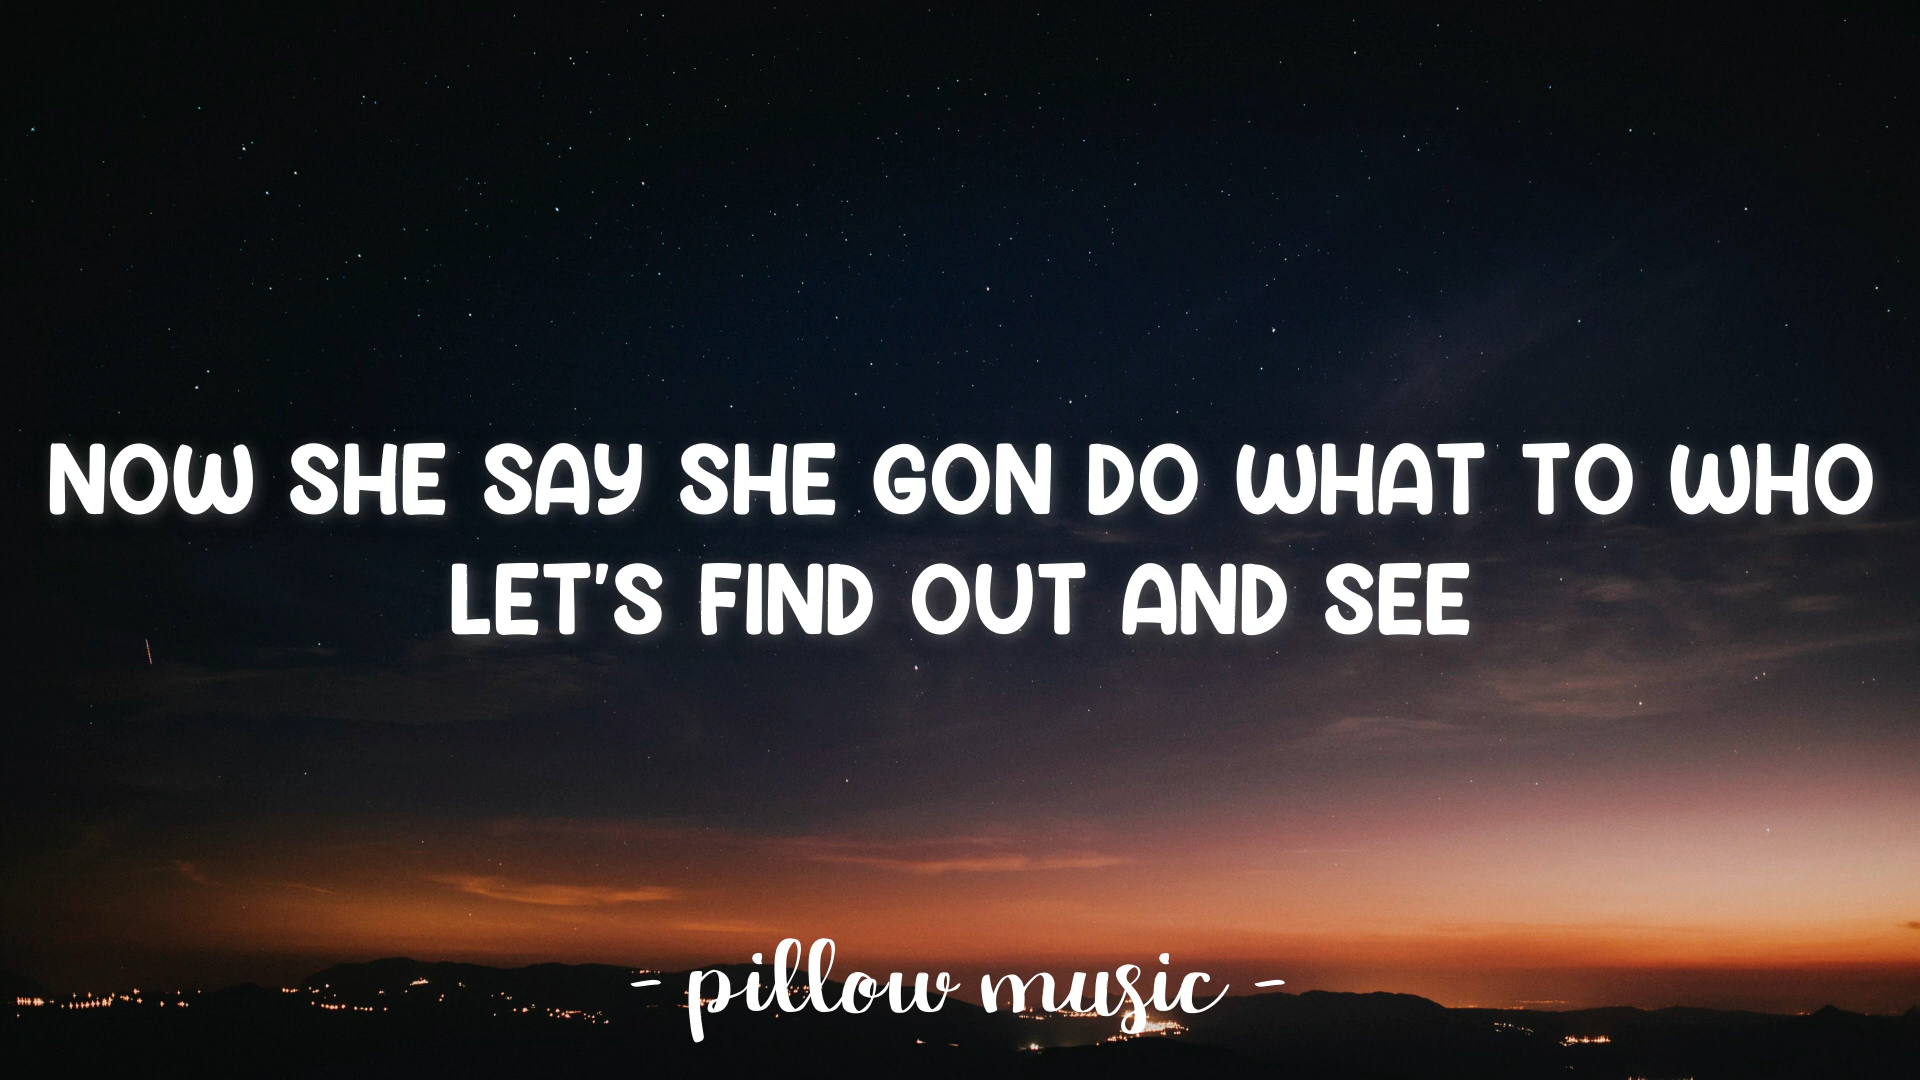 NOW SHE SAY SHE GON DO WHAT TO WHO
LET'S FIND OUT AND SEE
- pillow music -